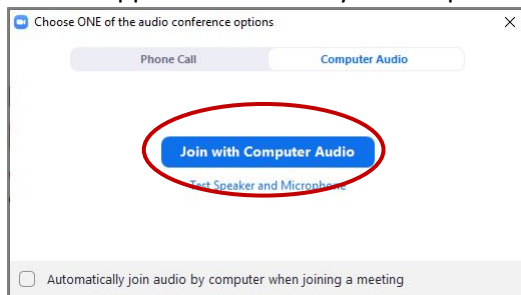 Choose ONE of the audio conference options
Phone Call
Computer Audio
Join with Computer Audio
Test Speaker and Microphone
Automatically join audio by computer when joining a meeting